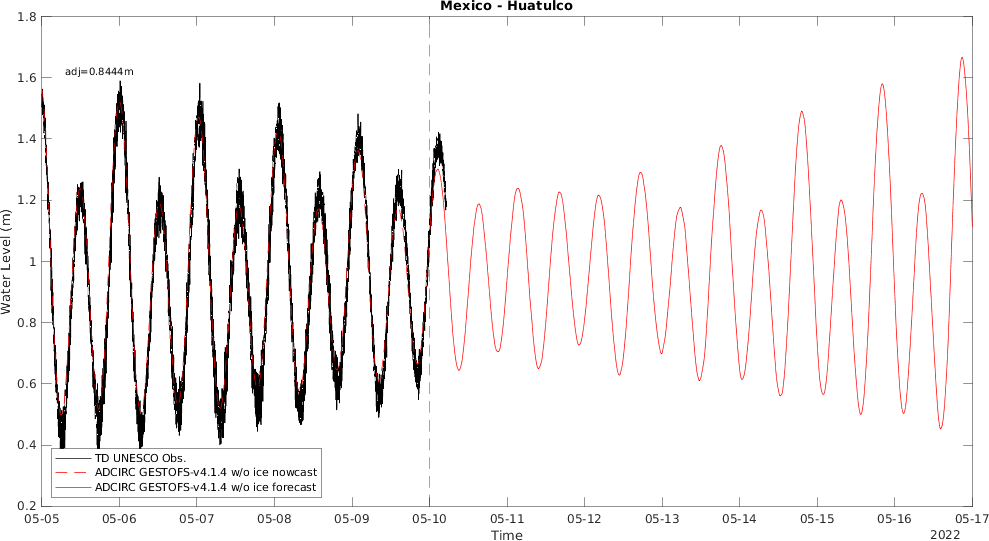 Mexico - Huatulco
adj=0.8444m
Water Level (m)
1.8
1.6
1.4
1.2
1
0.8
0.6
0.4
0.2
TD UNESCO Obs.
ADCIRC GESTOFS-v4.1.4 w/o ice nowcast
ADCIRC GESTOFS-v4.1.4 w/o ice forecast
05-05 05-06 05-07 05-08 05-09 05-10 05-11 05-12 05-13 05-14 05-15 05-16 05-17
Time
2022